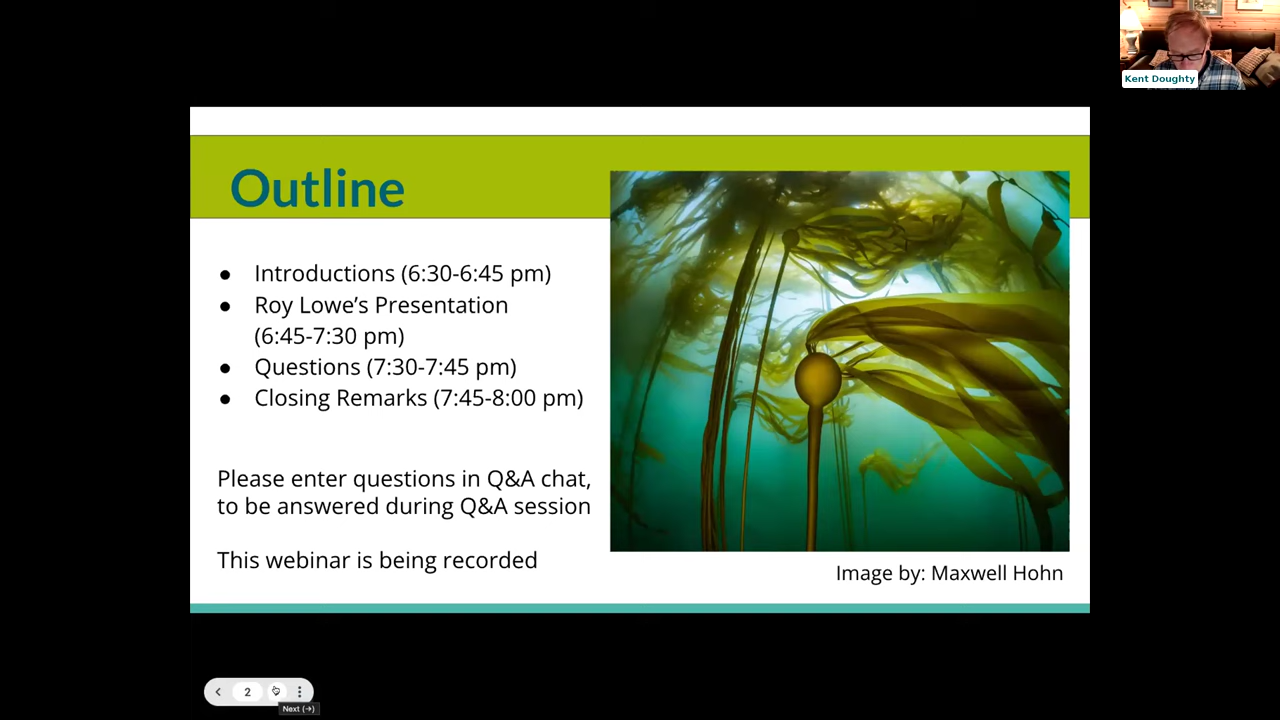 Kent Doughty
Outline
● Introductions (6:30-6:45 pm)
● Roy Lowe’s Presentation
(6:45-7:30 pm)
● Questions (7:30-7:45 pm)
● Closing Remarks (7:45-8:00 pm)
Please enter questions in Q&A chat,
to be answered during Q&A session
This webinar is being recorded
Image by: Maxwell Hohn
2
Next (→)